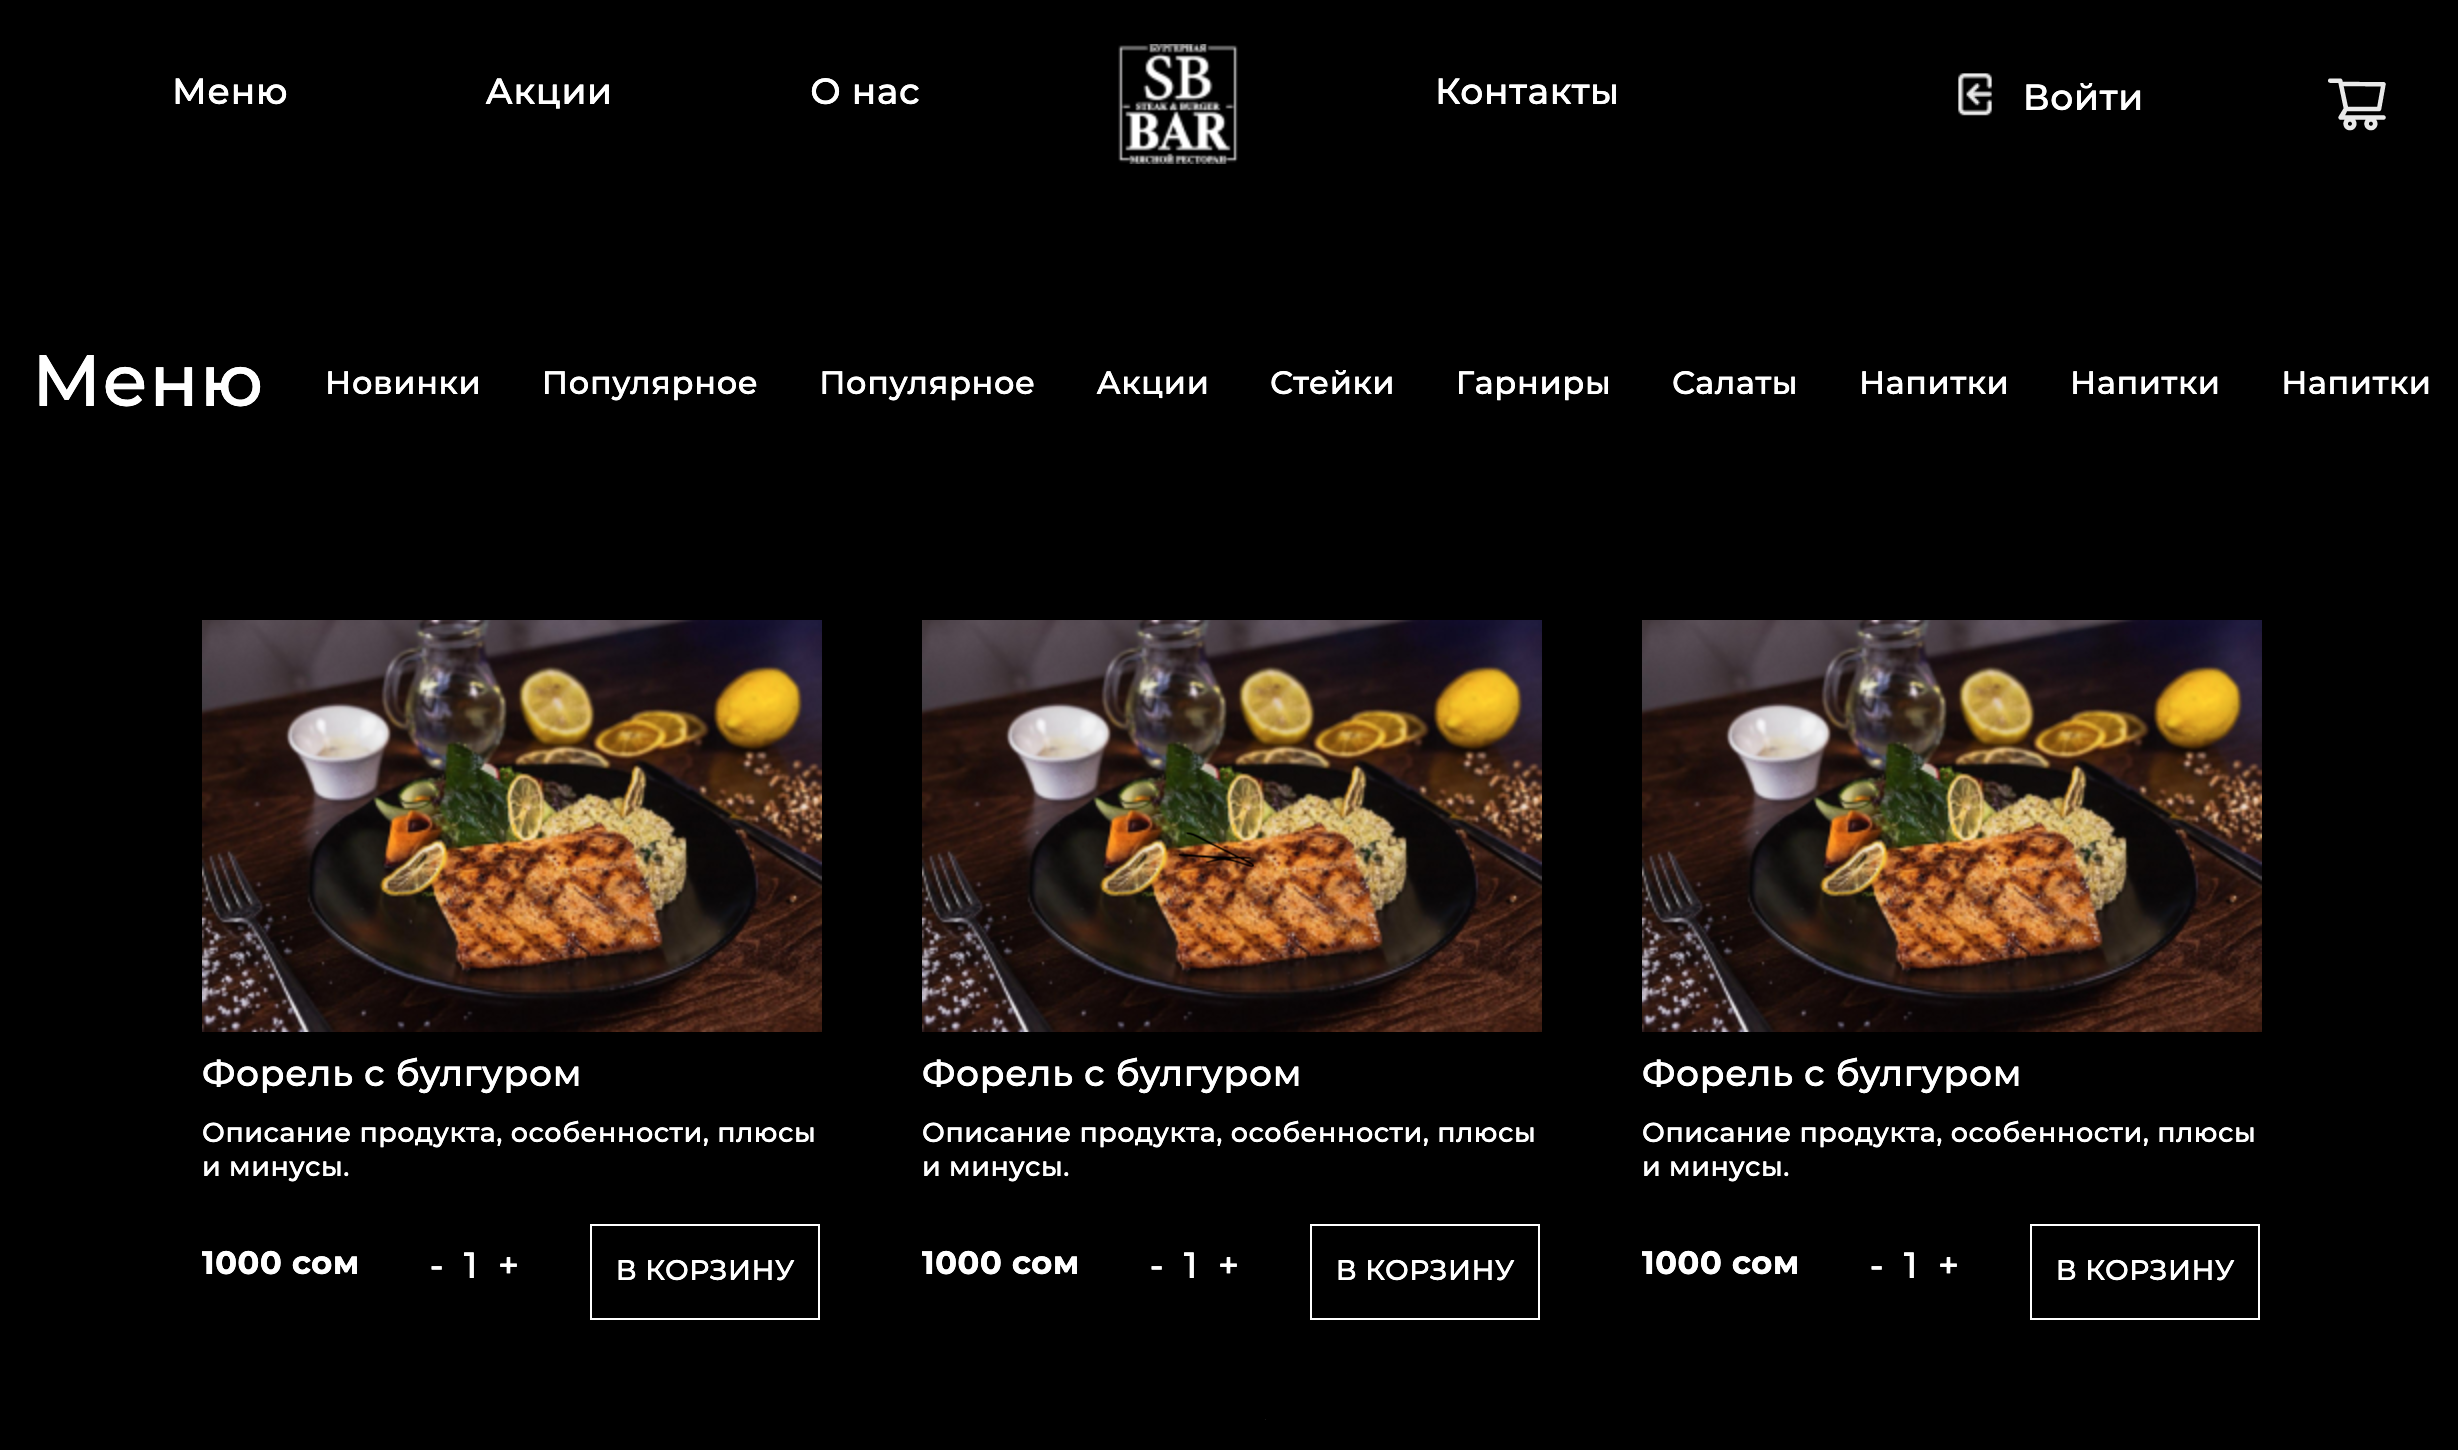 Меню Акции О нас
БУРГЕРНАЯ
SB
STEAK & BURGER
BAR
МЯСНОЙ РЕСТОРАН
Контакты Войти
Меню Новинки Популярное Популярное Акции Стейки Гарниры Салаты Напитки Напитки Напитки
Форель с булгуром
Описание продукта, особенности, плюсы
и минусы.
1000 сом - 1 + В КОРЗИНУ
Форель с булгуром
Описание продукта, особенности, плюсы
и минусы.
1000 сом - 1 + В КОРЗИНУ
Форель с булгуром
Описание продукта, особенности, плюсы
и минусы.
1000 сом - 1 + В КОРЗИНУ